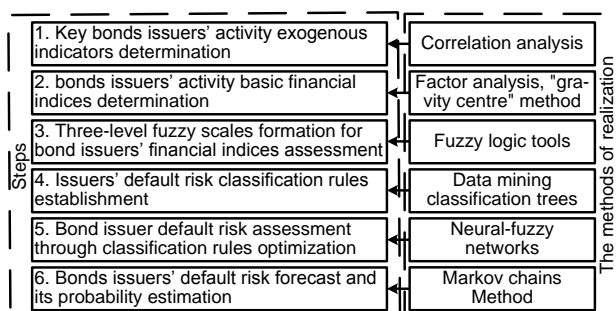 Steps
1. Key bonds issuers' activity exogenous
indicators determination
Correlation analysis
2. bonds issuers' activity basic financial
indices determination
Factor analysis, "gra-
vity centre" method
3. Three-level fuzzy scales formation for
bond issuers' financial indices assessment
Fuzzy logic tools
4. Issuers' default risk classification rules
establishment
Data mining
classification trees
5. Bond issuer default risk assessment
through classification rules optimization
Neural-fuzzy
networks
6. Bonds issuers' default risk forecast and
its probability estimation
Markov chains
Method
The methods of realization